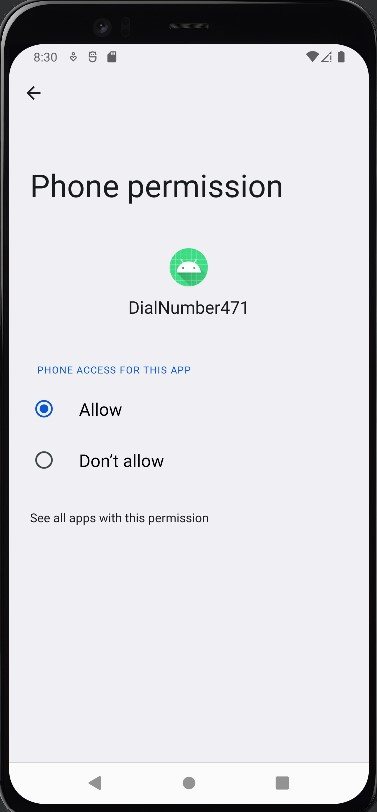 8:30
Phone permission
DialNumber471
PHONE ACCESS FOR THIS APP
Allow
Don’t allow
See all apps with this permission